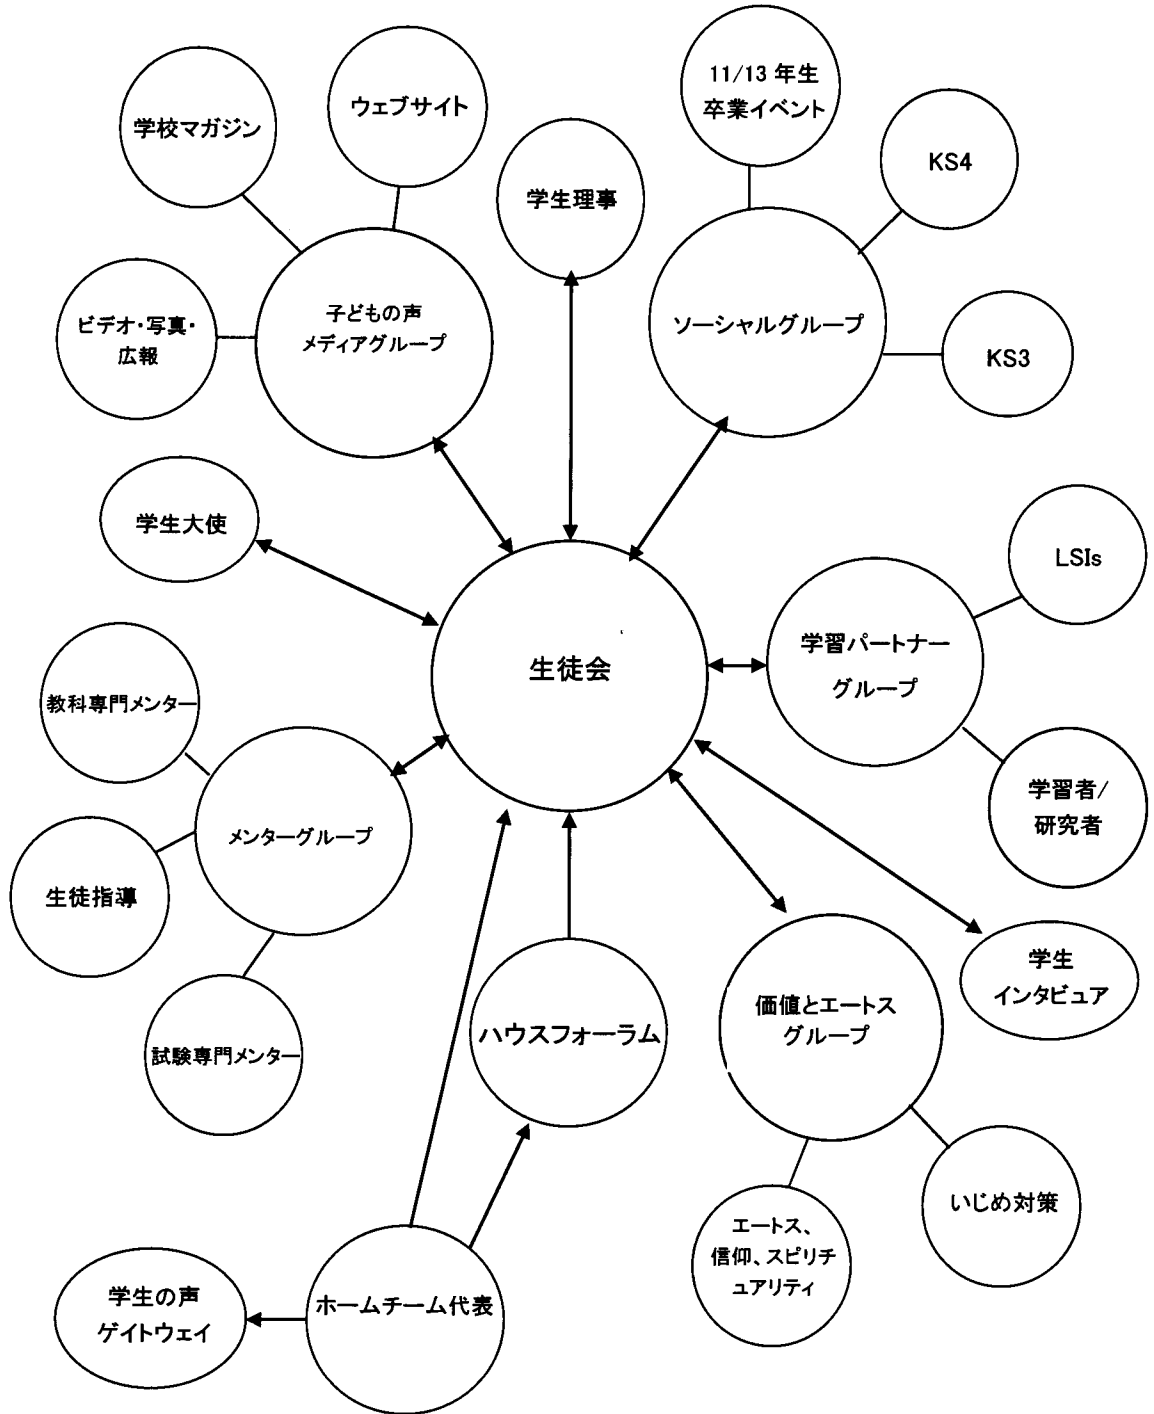 11/13 年生
卒業イベント
ウェブサイト
学校マガジン
KS4
学生理事
子どもの声
メディアグループ
ビデオ・写真・
広報
ソーシャルグループ
KS3
学生大使
LSIs
生徒会
学習パートナー
グループ
教科専門メンター
学習者/
研究者
メンターグループ
生徒指導
学生
インタビュア
価値とエートス
グループ
ハウスフォーラム
試験専門メンター
いじめ対策
エートス、
信仰、スピリチ
ュアリティ
学生の声
ゲイトウェイ
ホームチーム代表